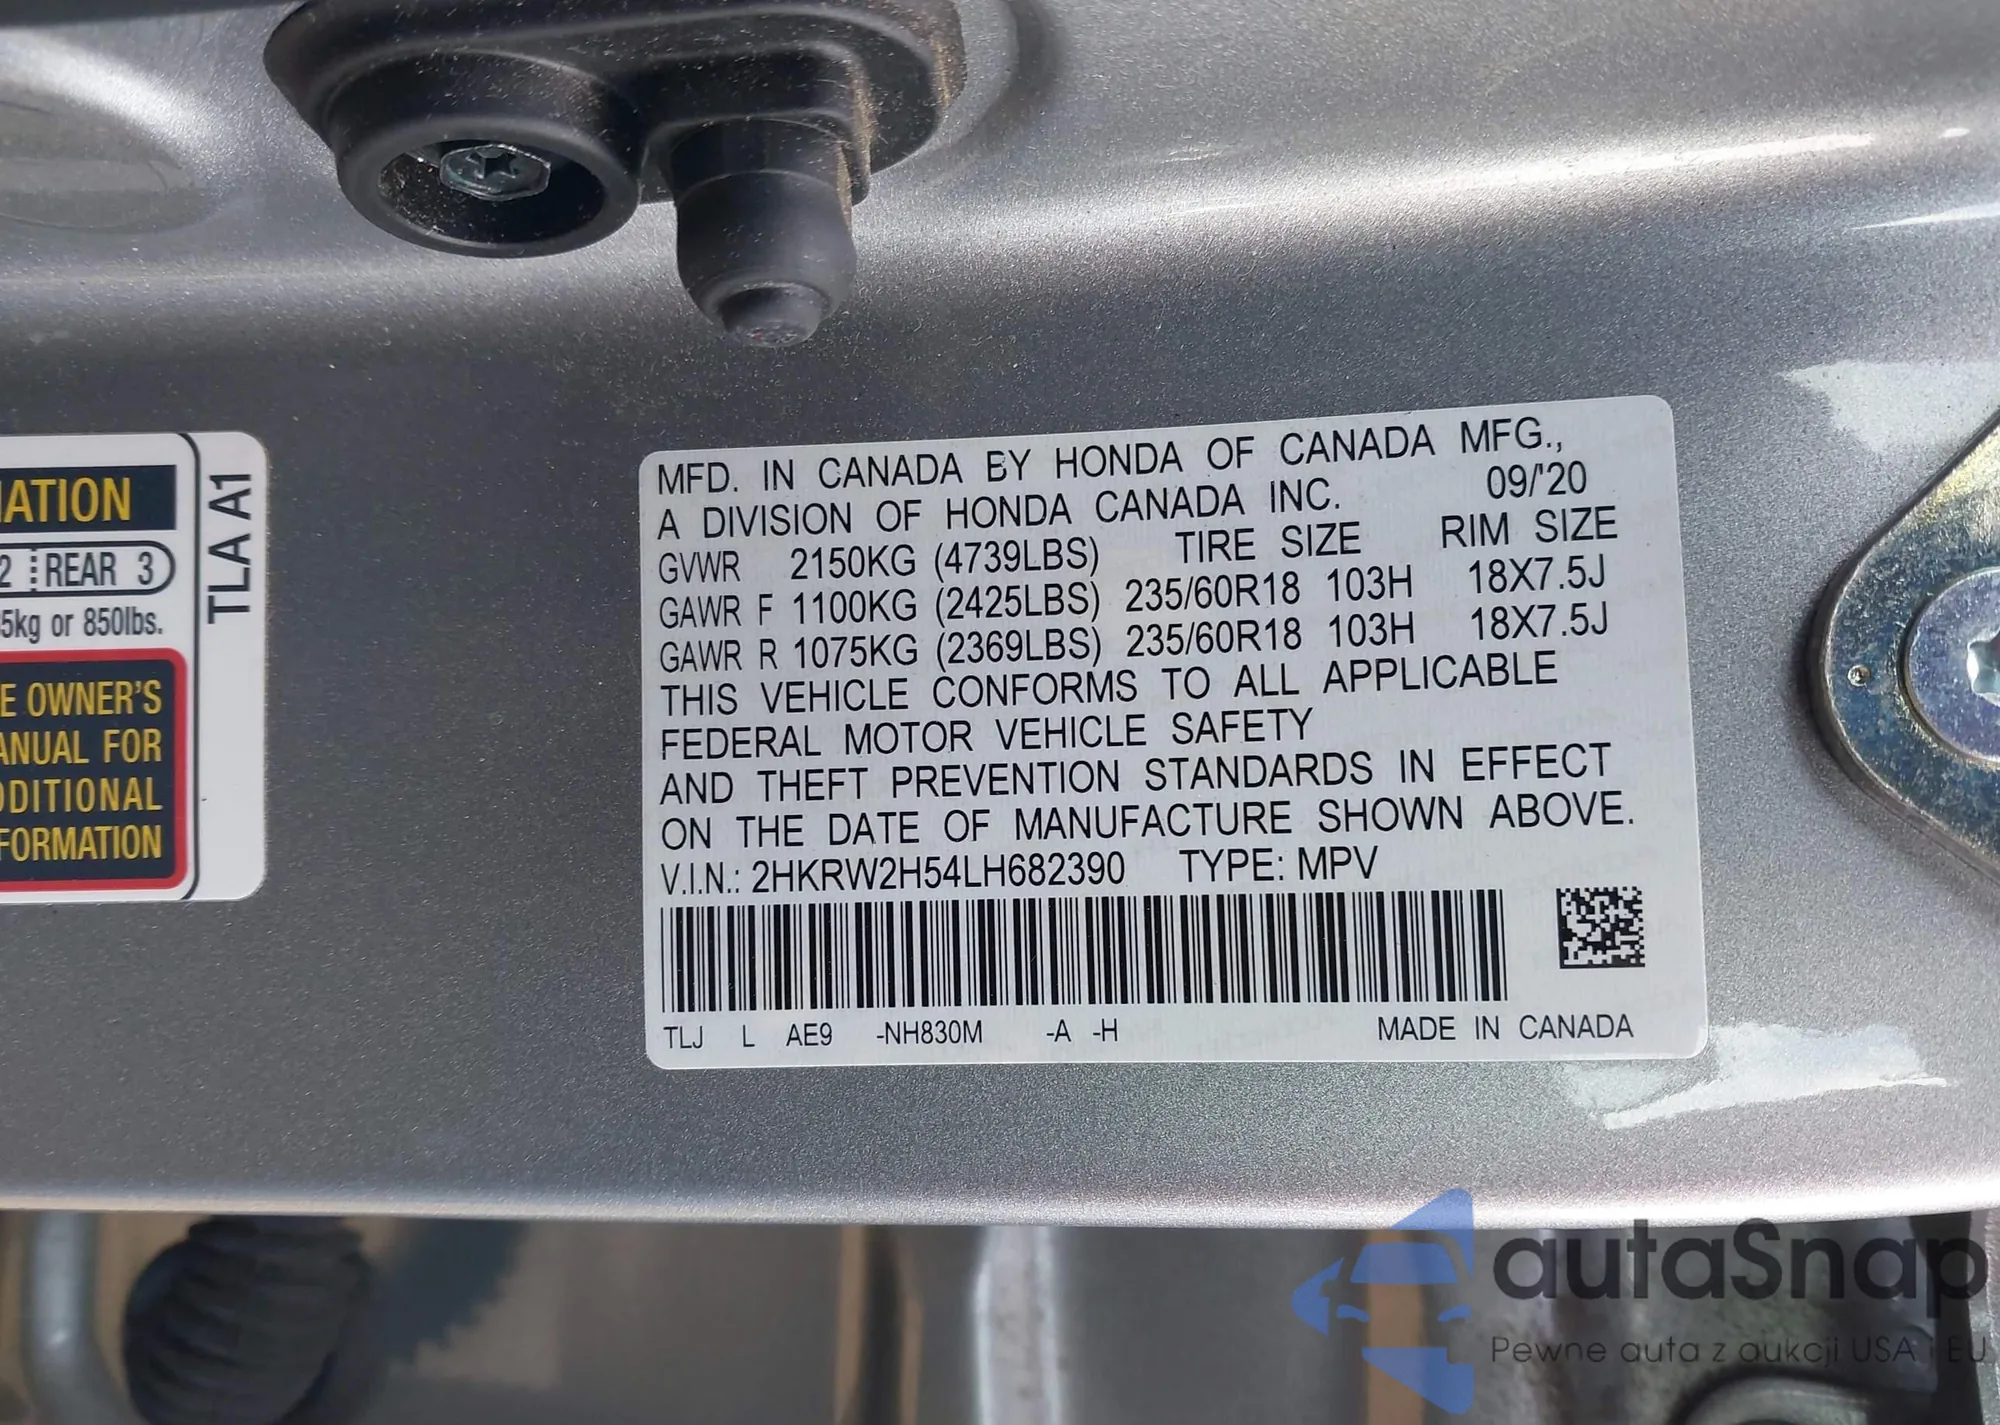 MATION
2 REAR 3
5kg or 850lbs.
E OWNER'S
ANUAL FOR
DDITIONAL
FORMATION
TLA A1
MFD. IN CANADA BY HONDA OF CANADA MFG.,
A DIVISION OF HONDA CANADA INC. 09/'20
GVWR 2150KG (4739LBS) TIRE SIZE RIM SIZE
GAWR F 1100KG (2425LBS) 235/60R18 103H 18X7.5J
GAWR R 1075KG (2369LBS) 235/60R18 103H 18X7.5J
THIS VEHICLE CONFORMS TO ALL APPLICABLE
FEDERAL MOTOR VEHICLE SAFETY
AND THEFT PREVENTION STANDARDS IN EFFECT
ON THE DATE OF MANUFACTURE SHOWN ABOVE.
V.I.N.: 2HKRW2H54LH682390 TYPE: MPV
TLJ L AE9 -NH830M -A -H MADE IN CANADA
autaSnap
Pewne auta z aukcji USA i EU